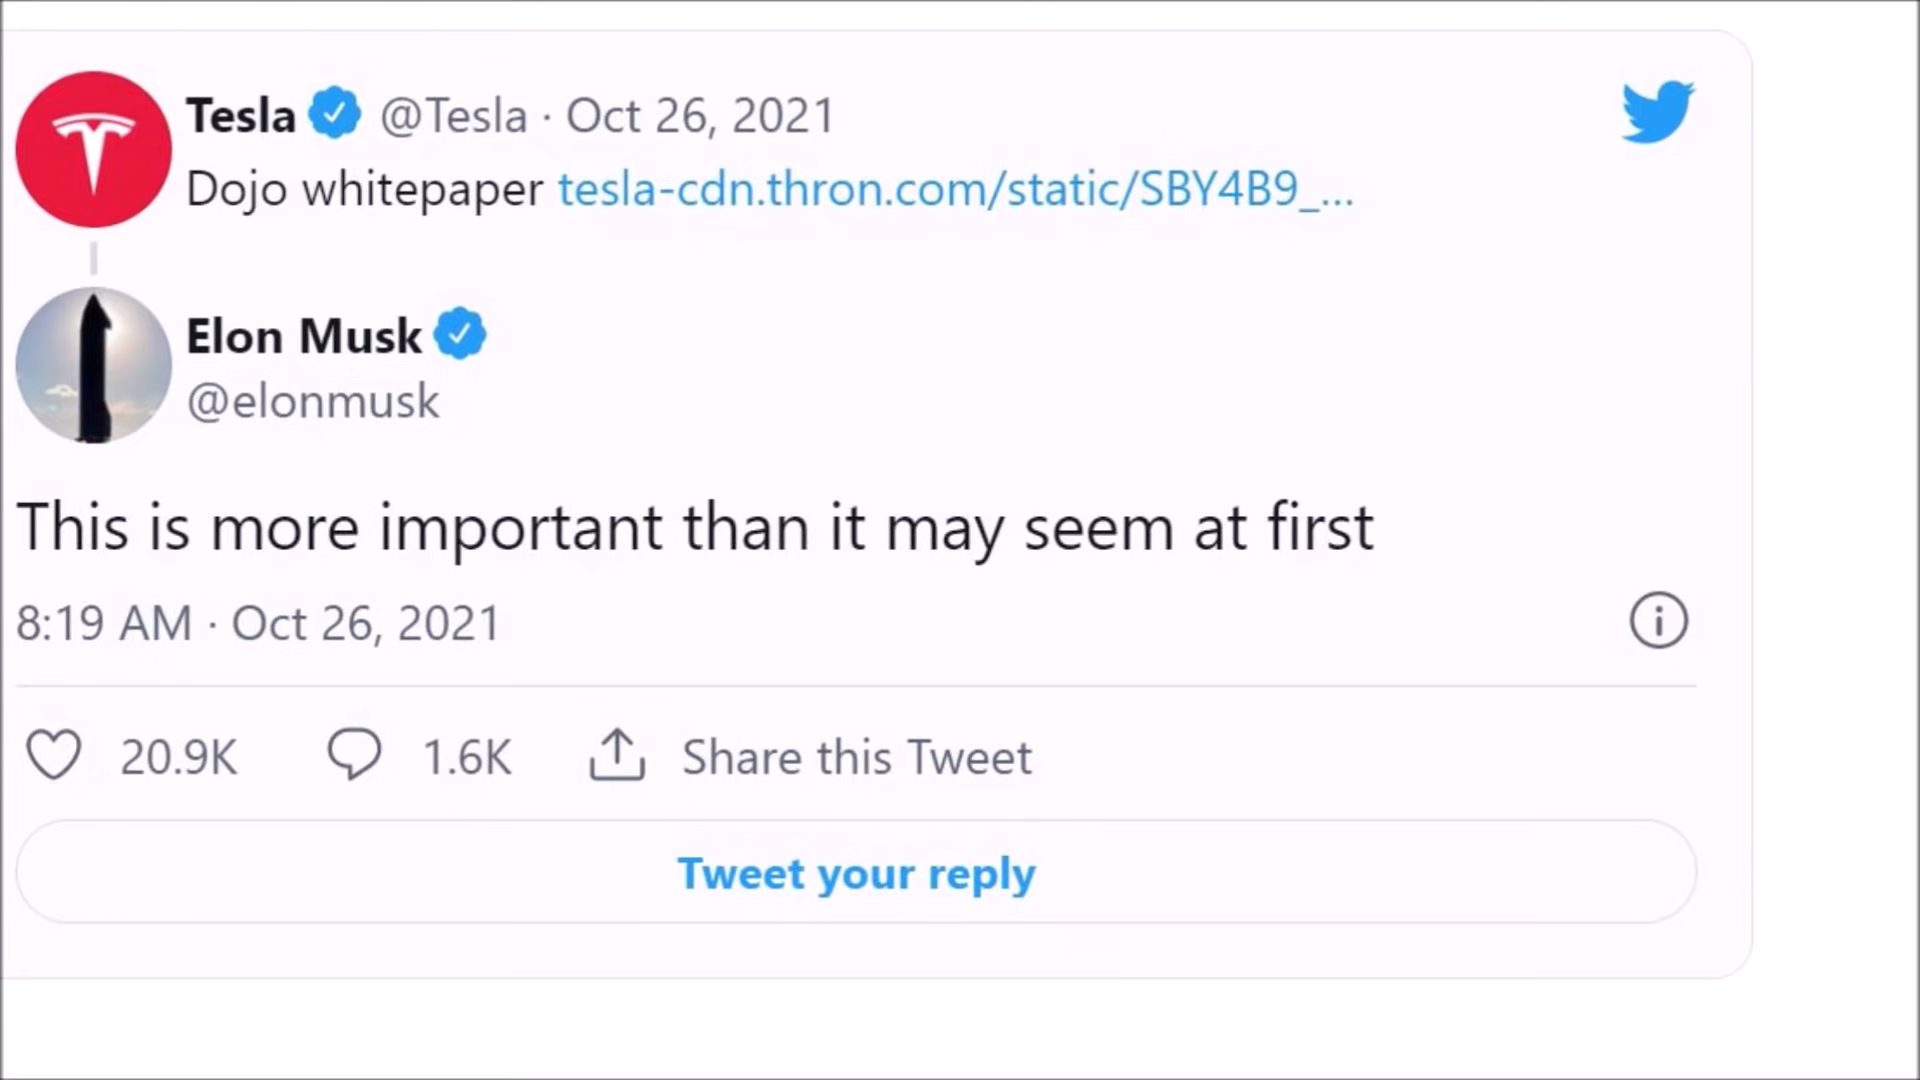 Tesla @Tesla · Oct 26, 2021
Dojo whitepaper tesla-cdn.thron.com/static/SBY4B9_...
Elon Musk
@elonmusk
This is more important than it may seem at first
8:19 AM · Oct 26, 2021
20.9K 1.6K Share this Tweet
Tweet your reply